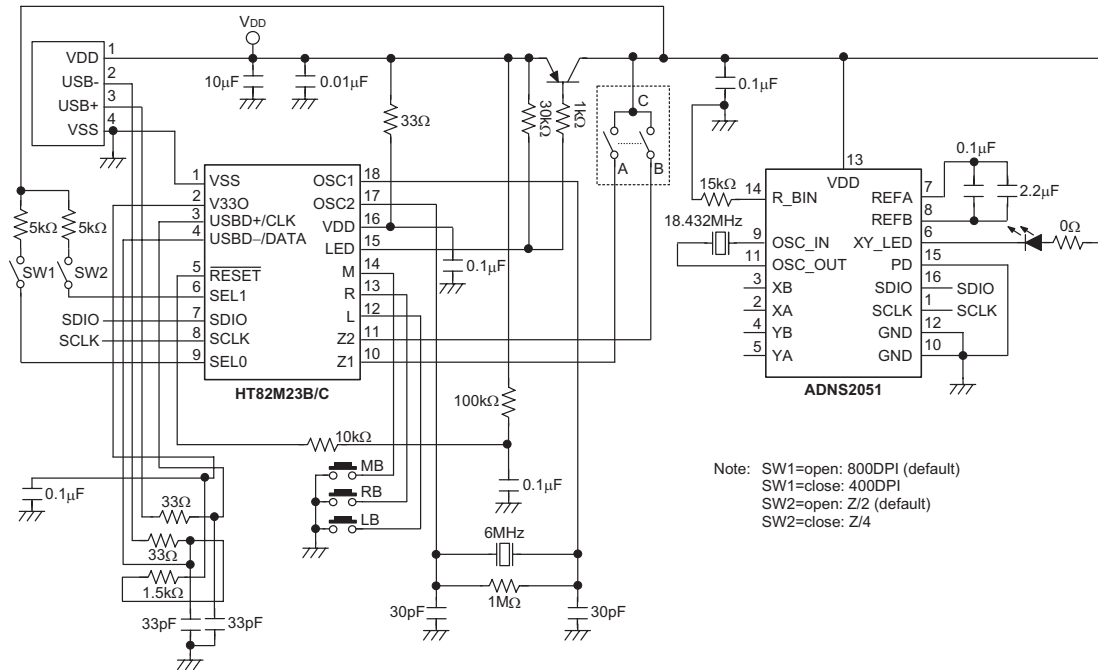 VDD
VDD 1
USB- 2
USB+ 3
VSS 4
10μF
0.01μF
33Ω
30kΩ
1kΩ
C
A B
0.1μF
5kΩ 5kΩ
SW1 SW2
1 VSS
2 V33O
3 USBD+/CLK
4 USBD–/DATA
5 RESET
6 SEL1
SDIO 7 SDIO
SCLK 8 SCLK
9 SEL0
OSC1 18
OSC2 17
VDD 16
LED 15
M 14
R 13
L 12
Z2 11
Z1 10
HT82M23B/C
0.1μF
15kΩ
18.432MHz
13
VDD
14 R_BIN
9 OSC_IN
11 OSC_OUT
3 XB
2 XA
4 YB
5 YA
REFA 7
REFB 8
XY_LED 6
PD 15
SDIO 16 SDIO
SCLK 1 SCLK
GND 12
GND 10
ADNS2051
0.1μF
2.2μF
0Ω
100kΩ
10kΩ
0.1μF
MB
RB
LB
0.1μF
33Ω
33Ω
1.5kΩ
33pF 33pF
6MHz
1MΩ
30pF 30pF
Note: SW1=open: 800DPI (default)
SW1=close: 400DPI
SW2=open: Z/2 (default)
SW2=close: Z/4